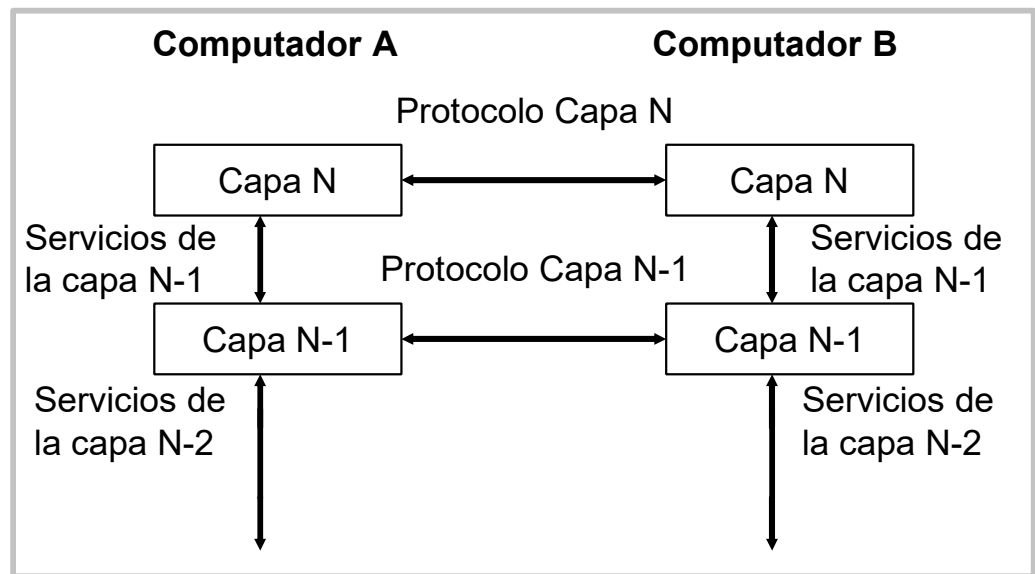 Computador A
Computador B
Protocolo Capa N
Capa N
Capa N
Servicios de
la capa N-1
Protocolo Capa N-1
Servicios de
la capa N-1
Capa N-1
Capa N-1
Servicios de
la capa N-2
Servicios de
la capa N-2